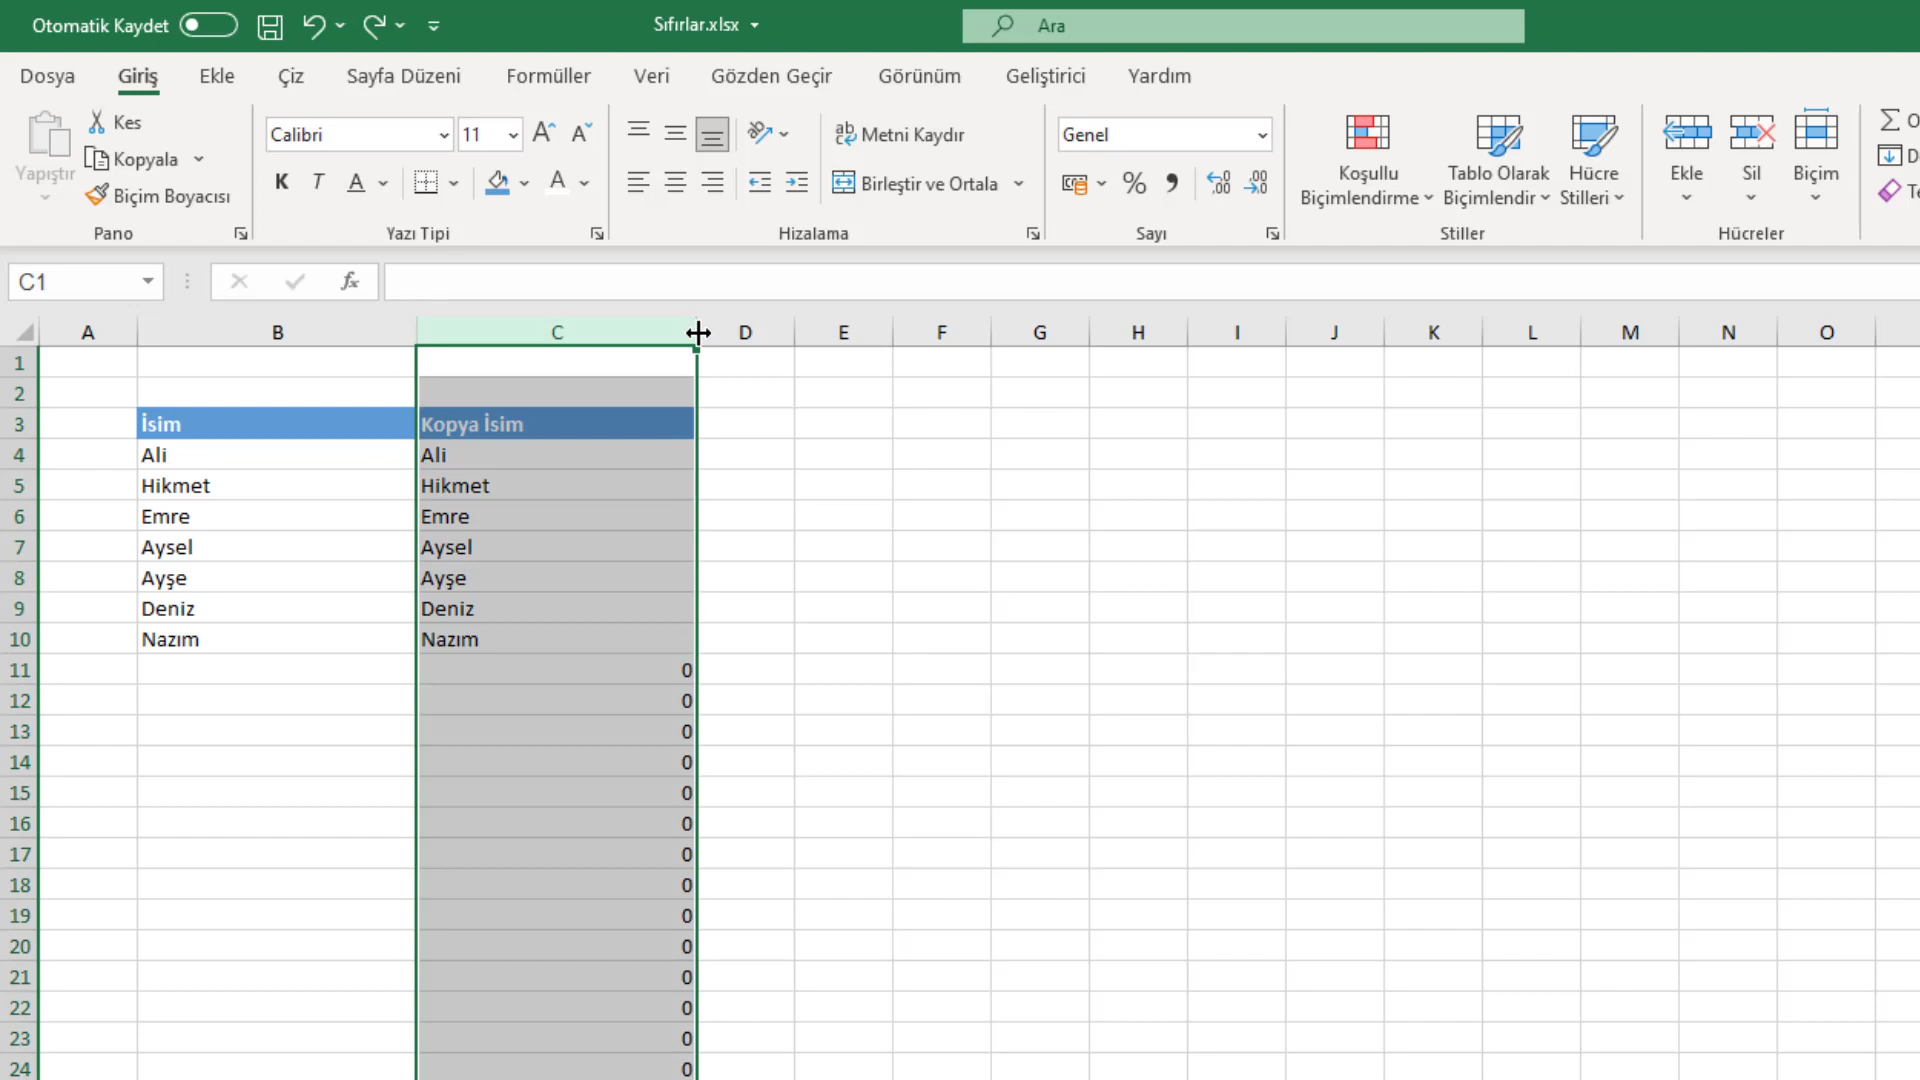 Otomatik Kaydet
Sıfırlar.xlsx
Ara
Dosya Giriş Ekle Çiz Sayfa Düzeni Formüller Veri Gözden Geçir Görünüm Geliştirici Yardım
Yapıştır
Kes
Kopyala
Biçim Boyacısı
Pano
Calibri 11
K T A A
Yazı Tipi
Metni Kaydır
Birleştir ve Ortala
Hizalama
Genel
%
Sayı
Koşullu
Biçimlendirme
Tablo Olarak
Biçimlendir
Hücre
Stilleri
Stiller
Ekle Sil Biçim
Hücreler
C1
fx
A B C D E F G H I J K L M N O
1
2
3 İsim Kopya İsim
4 Ali Ali
5 Hikmet Hikmet
6 Emre Emre
7 Aysel Aysel
8 Ayşe Ayşe
9 Deniz Deniz
10 Nazım Nazım
11 0
12 0
13 0
14 0
15 0
16 0
17 0
18 0
19 0
20 0
21 0
22 0
23 0
24 0